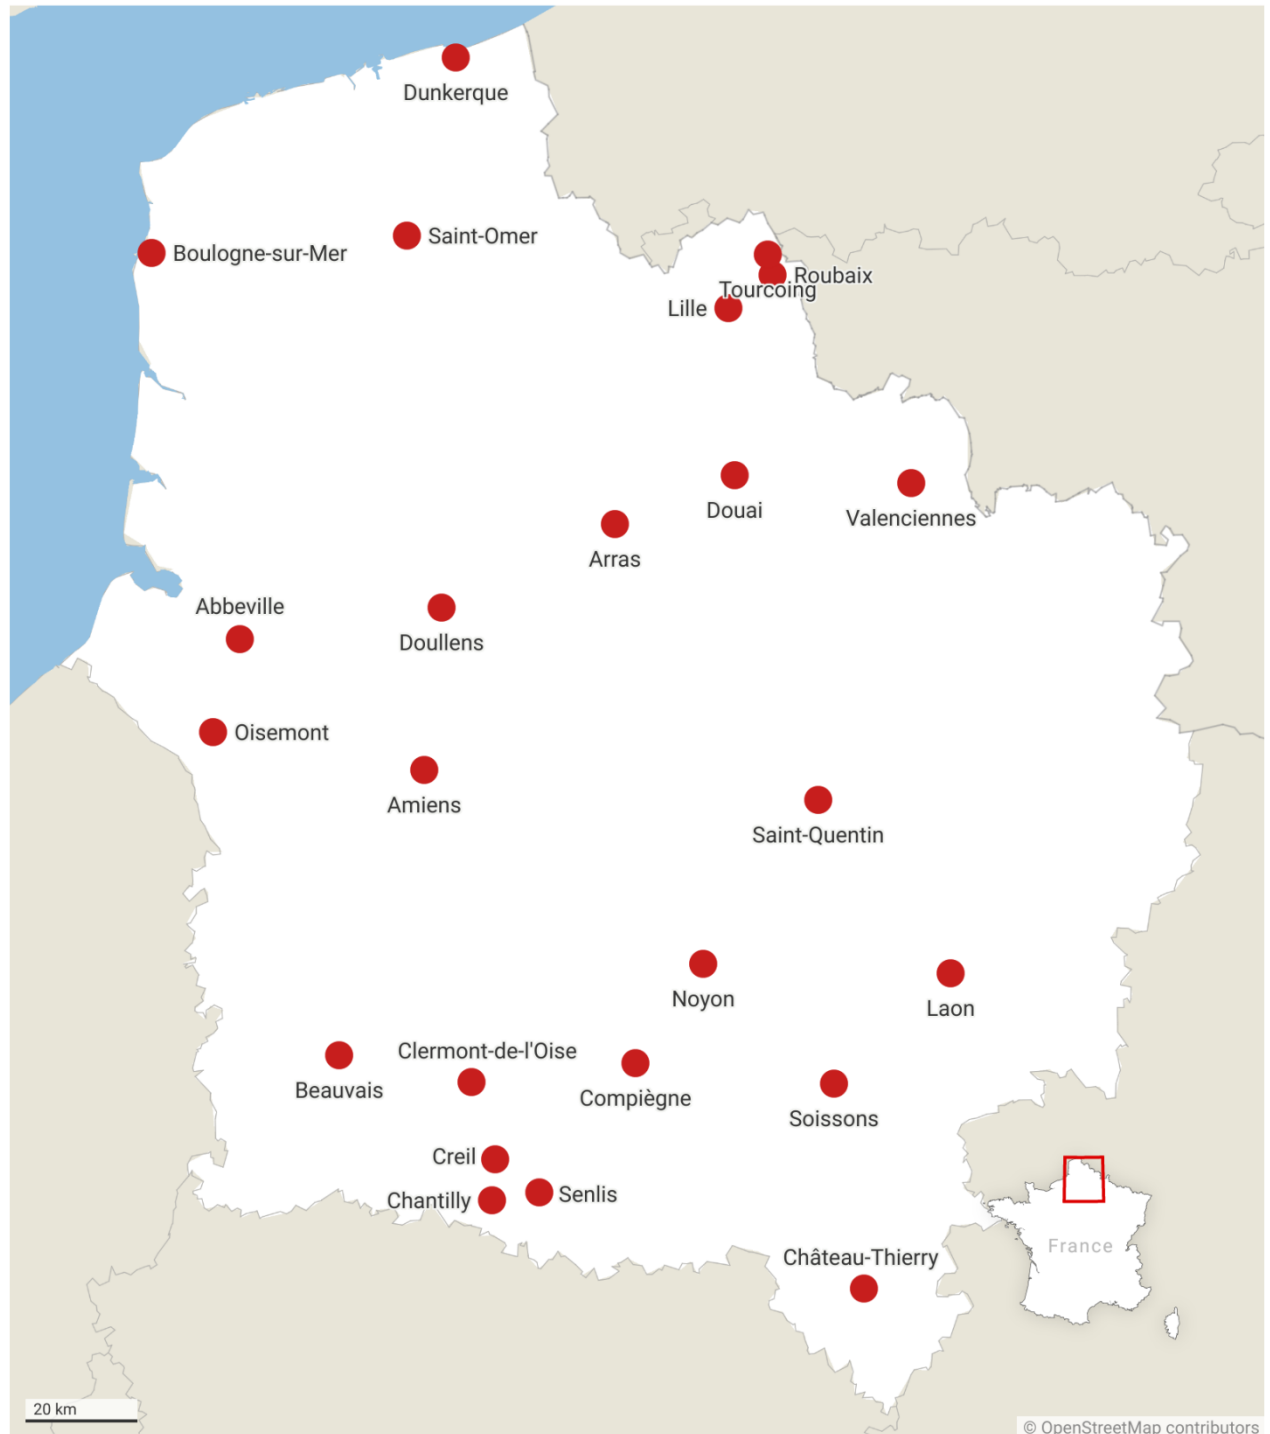 Dunkerque
Saint-Omer
Boulogne-sur-Mer
Roubaix
Tourcoing
Lille
Douai
Valenciennes
Arras
Abbeville
Doullens
Oisemont
Amiens
Saint-Quentin
Noyon
Laon
Clermont-de-l'Oise
Beauvais
Compiègne
Soissons
Creil
Senlis
Chantilly
France
Château-Thierry
20 km
© OpenStreetMap contributors